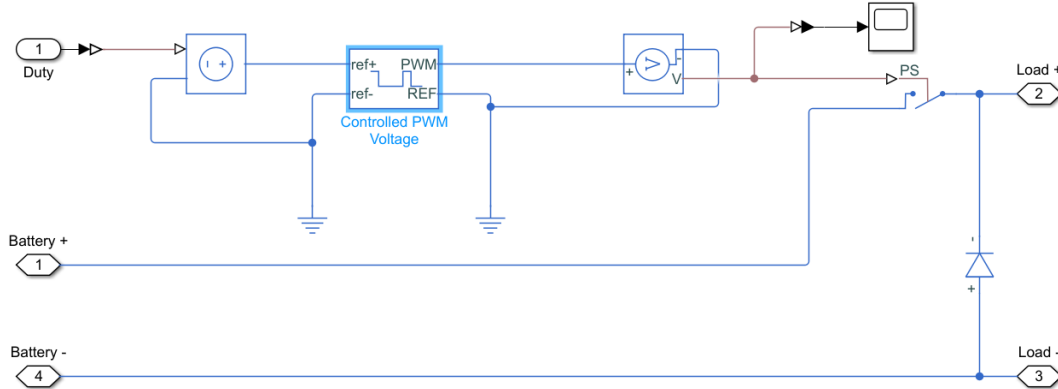 1
Duty
ref+
PWM
ref-
REF
Controlled PWM
Voltage
+
-
V
PS
Load +
2
Battery +
1
-
+
Battery -
4
Load -
3